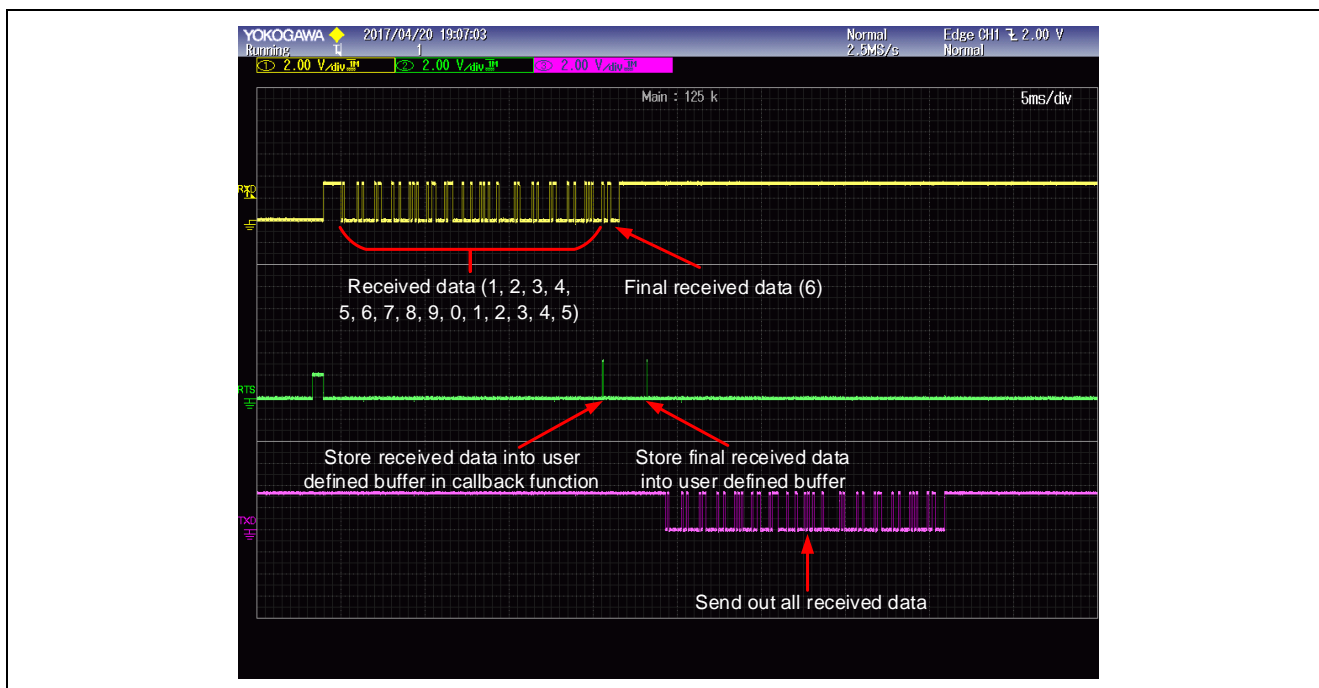 YOKOGAWA 2017/04/20 19:07:03 Normal Edge CH1 2.00 V
Running 1 2.5MS/s Normal
1 2.00 V/div 2 2.00 V/div 3 2.00 V/div
Main : 125 k 5ms/div
RXD
Received data (1, 2, 3, 4,
5, 6, 7, 8, 9, 0, 1, 2, 3, 4, 5)
Final received data (6)
RTS
Store received data into user
defined buffer in callback function
Store final received data
into user defined buffer
TXD
Send out all received data